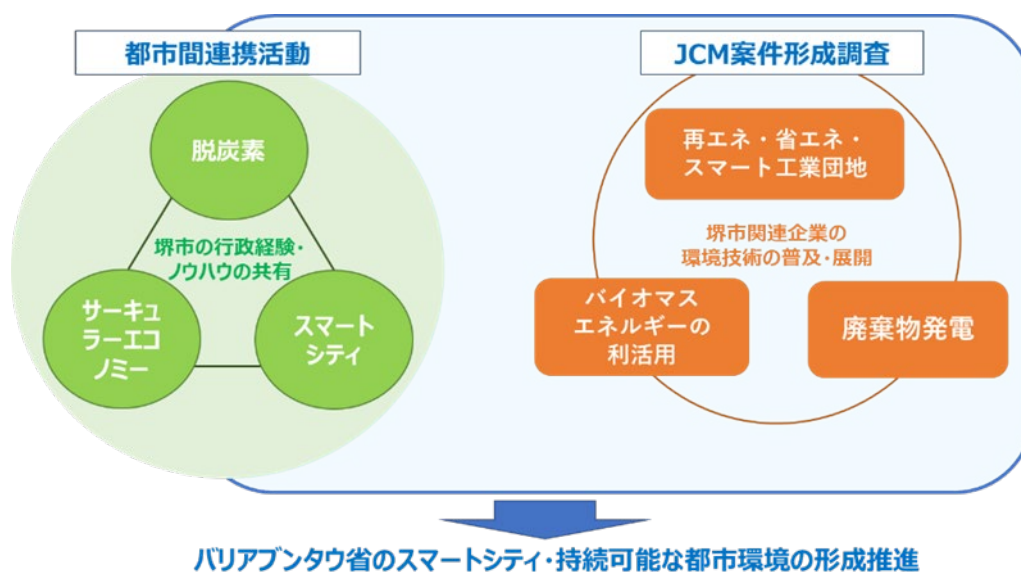 都市間連携活動
脱炭素
堺市の行政経験・
ノウハウの共有
サーキュ
ラーエコ
ノミー
スマート
シティ
JCM案件形成調査
再エネ・省エネ・
スマート工業団地
堺市関連企業の
環境技術の普及・展開
バイオマス
エネルギーの
利活用
廃棄物発電
バリアブンタウ省のスマートシティ・持続可能な都市環境の形成推進